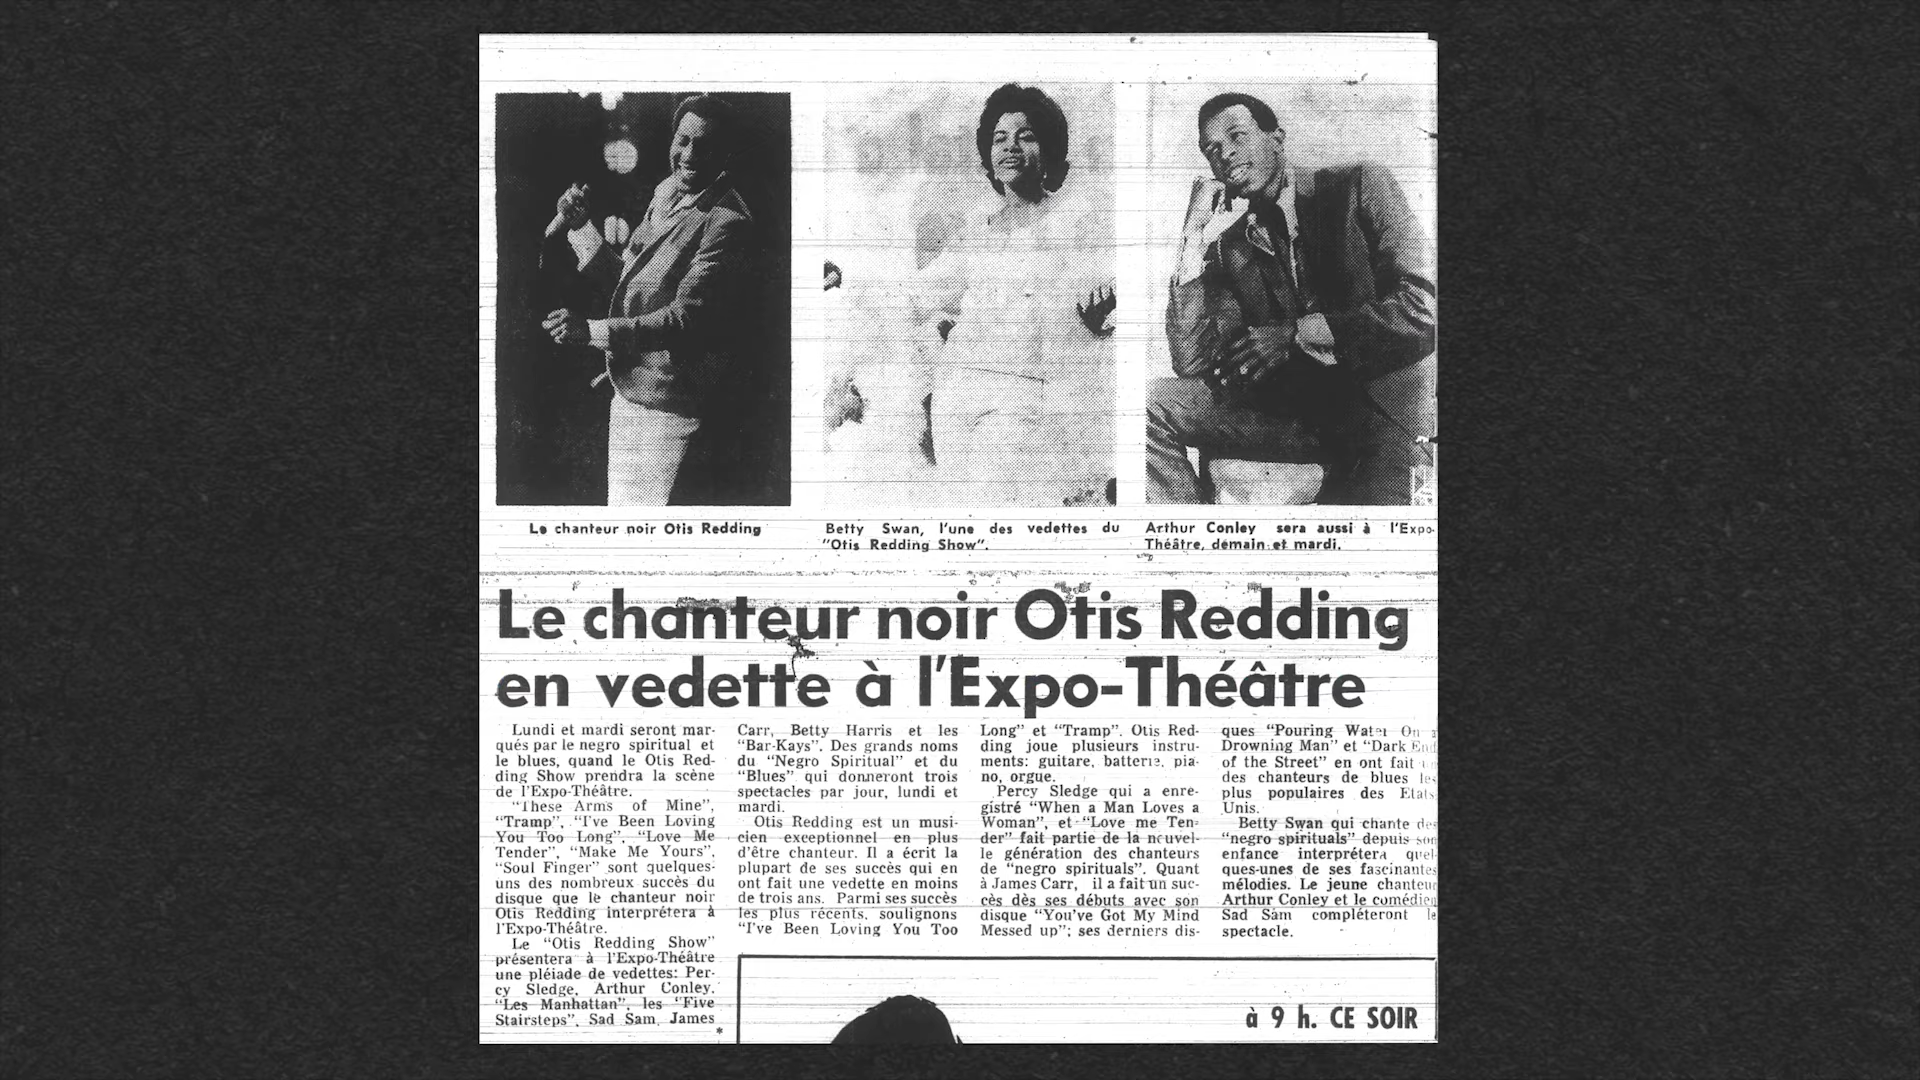 Le chanteur noir Otis Redding
Betty Swan, l'une des vedettes du
"Otis Redding Show".
Arthur Conley sera aussi à l'Expo-
Théâtre, demain et mardi.
Le chanteur noir Otis Redding
en vedette à l'Expo-Théâtre
Lundi et mardi seront mar-
qués par le negro spiritual et
le blues, quand le Otis Red-
ding Show prendra la scène
de l'Expo-Théâtre.
"These Arms of Mine",
"Tramp", "I've Been Loving
You Too Long", "Love Me
Tender", "Make Me Yours",
"Soul Finger" sont quelques-
uns des nombreux succès du
disque que le chanteur noir
Otis Redding interprétera à
l'Expo-Théâtre.
Le "Otis Redding Show"
présentera à l'Expo-Théâtre
une pléiade de vedettes: Per-
cy Sledge, Arthur Conley,
"Les Manhattan", les "Five
Stairsteps", Sad Sam, James
Carr, Betty Harris et les
"Bar-Kays". Des grands noms
du "Negro Spiritual" et du
"Blues" qui donneront trois
spectacles par jour, lundi et
mardi.
Otis Redding est un musi-
cien exceptionnel en plus
d'être chanteur. Il a écrit la
plupart de ses succès qui en
ont fait une vedette en moins
de trois ans. Parmi ses succès
les plus récents, soulignons
"I've Been Loving You Too
Long" et "Tramp". Otis Red-
ding joue plusieurs instru-
ments: guitare, batterie, pia-
no, orgue.
Percy Sledge qui a enre-
gistré "When a Man Loves a
Woman", et "Love me Ten-
der" fait partie de la nouvel-
le génération des chanteurs
de "negro spirituals". Quant
à James Carr, il a fait un suc-
cès dès ses débuts avec son
disque "You've Got My Mind
Messed up"; ses derniers dis-
ques "Pouring Water On a
Drowning Man" et "Dark End
of the Street" en ont fait
des chanteurs de blues les
plus populaires des Etats
Unis.
Betty Swan qui chante des
"negro spirituals" depuis son
enfance interprétera quel-
ques-unes de ses fascinantes
mélodies. Le jeune chanteur
Arthur Conley et le comédien
Sad Sam compléteront le
spectacle.
à 9 h. CE SOIR